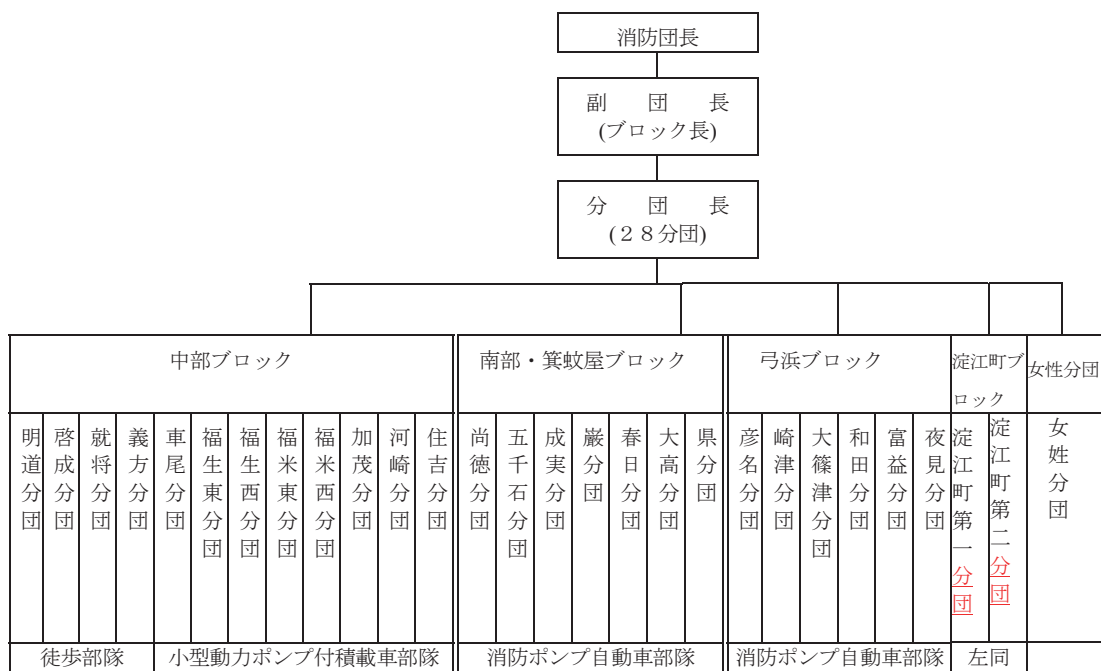 消防団長
副　団　長
(ブロック長)
分　団　長
(２８分団)
中部ブロック
南部・箕蚊屋ブロック
弓浜ブロック
淀江町ブ
ロック
女性分団
明道分団
啓成分団
就将分団
義方分団
車尾分団
福生東分団
福生西分団
福米東分団
福米西分団
加茂分団
河崎分団
住吉分団
尚徳分団
五千石分団
成実分団
巌分団
春日分団
大高分団
県分団
彦名分団
崎津分団
大篠津分団
和田分団
富益分団
夜見分団
淀江町第一分団
淀江町第二分団
女姓分団
徒歩部隊
小型動力ポンプ付積載車部隊
消防ポンプ自動車部隊
消防ポンプ自動車部隊
左同